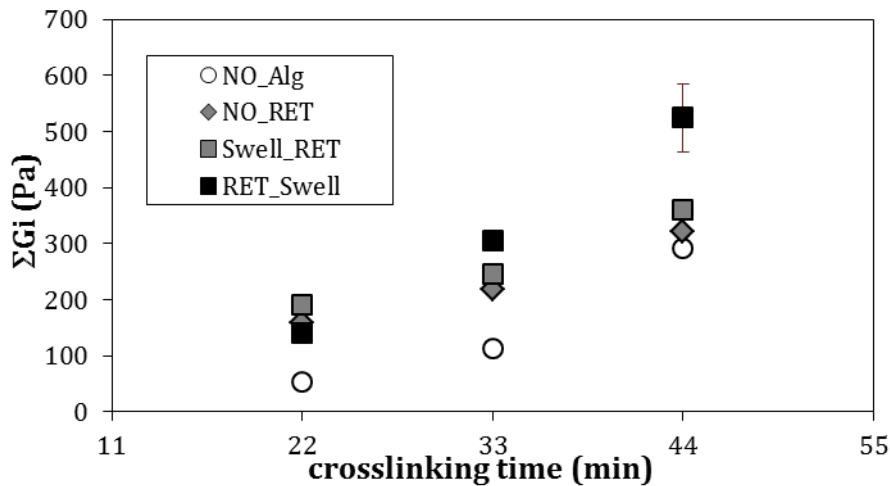 700
600
500
400
300
200
100
0
ΣGi (Pa)
NO_Alg
NO_RET
Swell_RET
RET_Swell
11 22 33 44 55
crosslinking time (min)